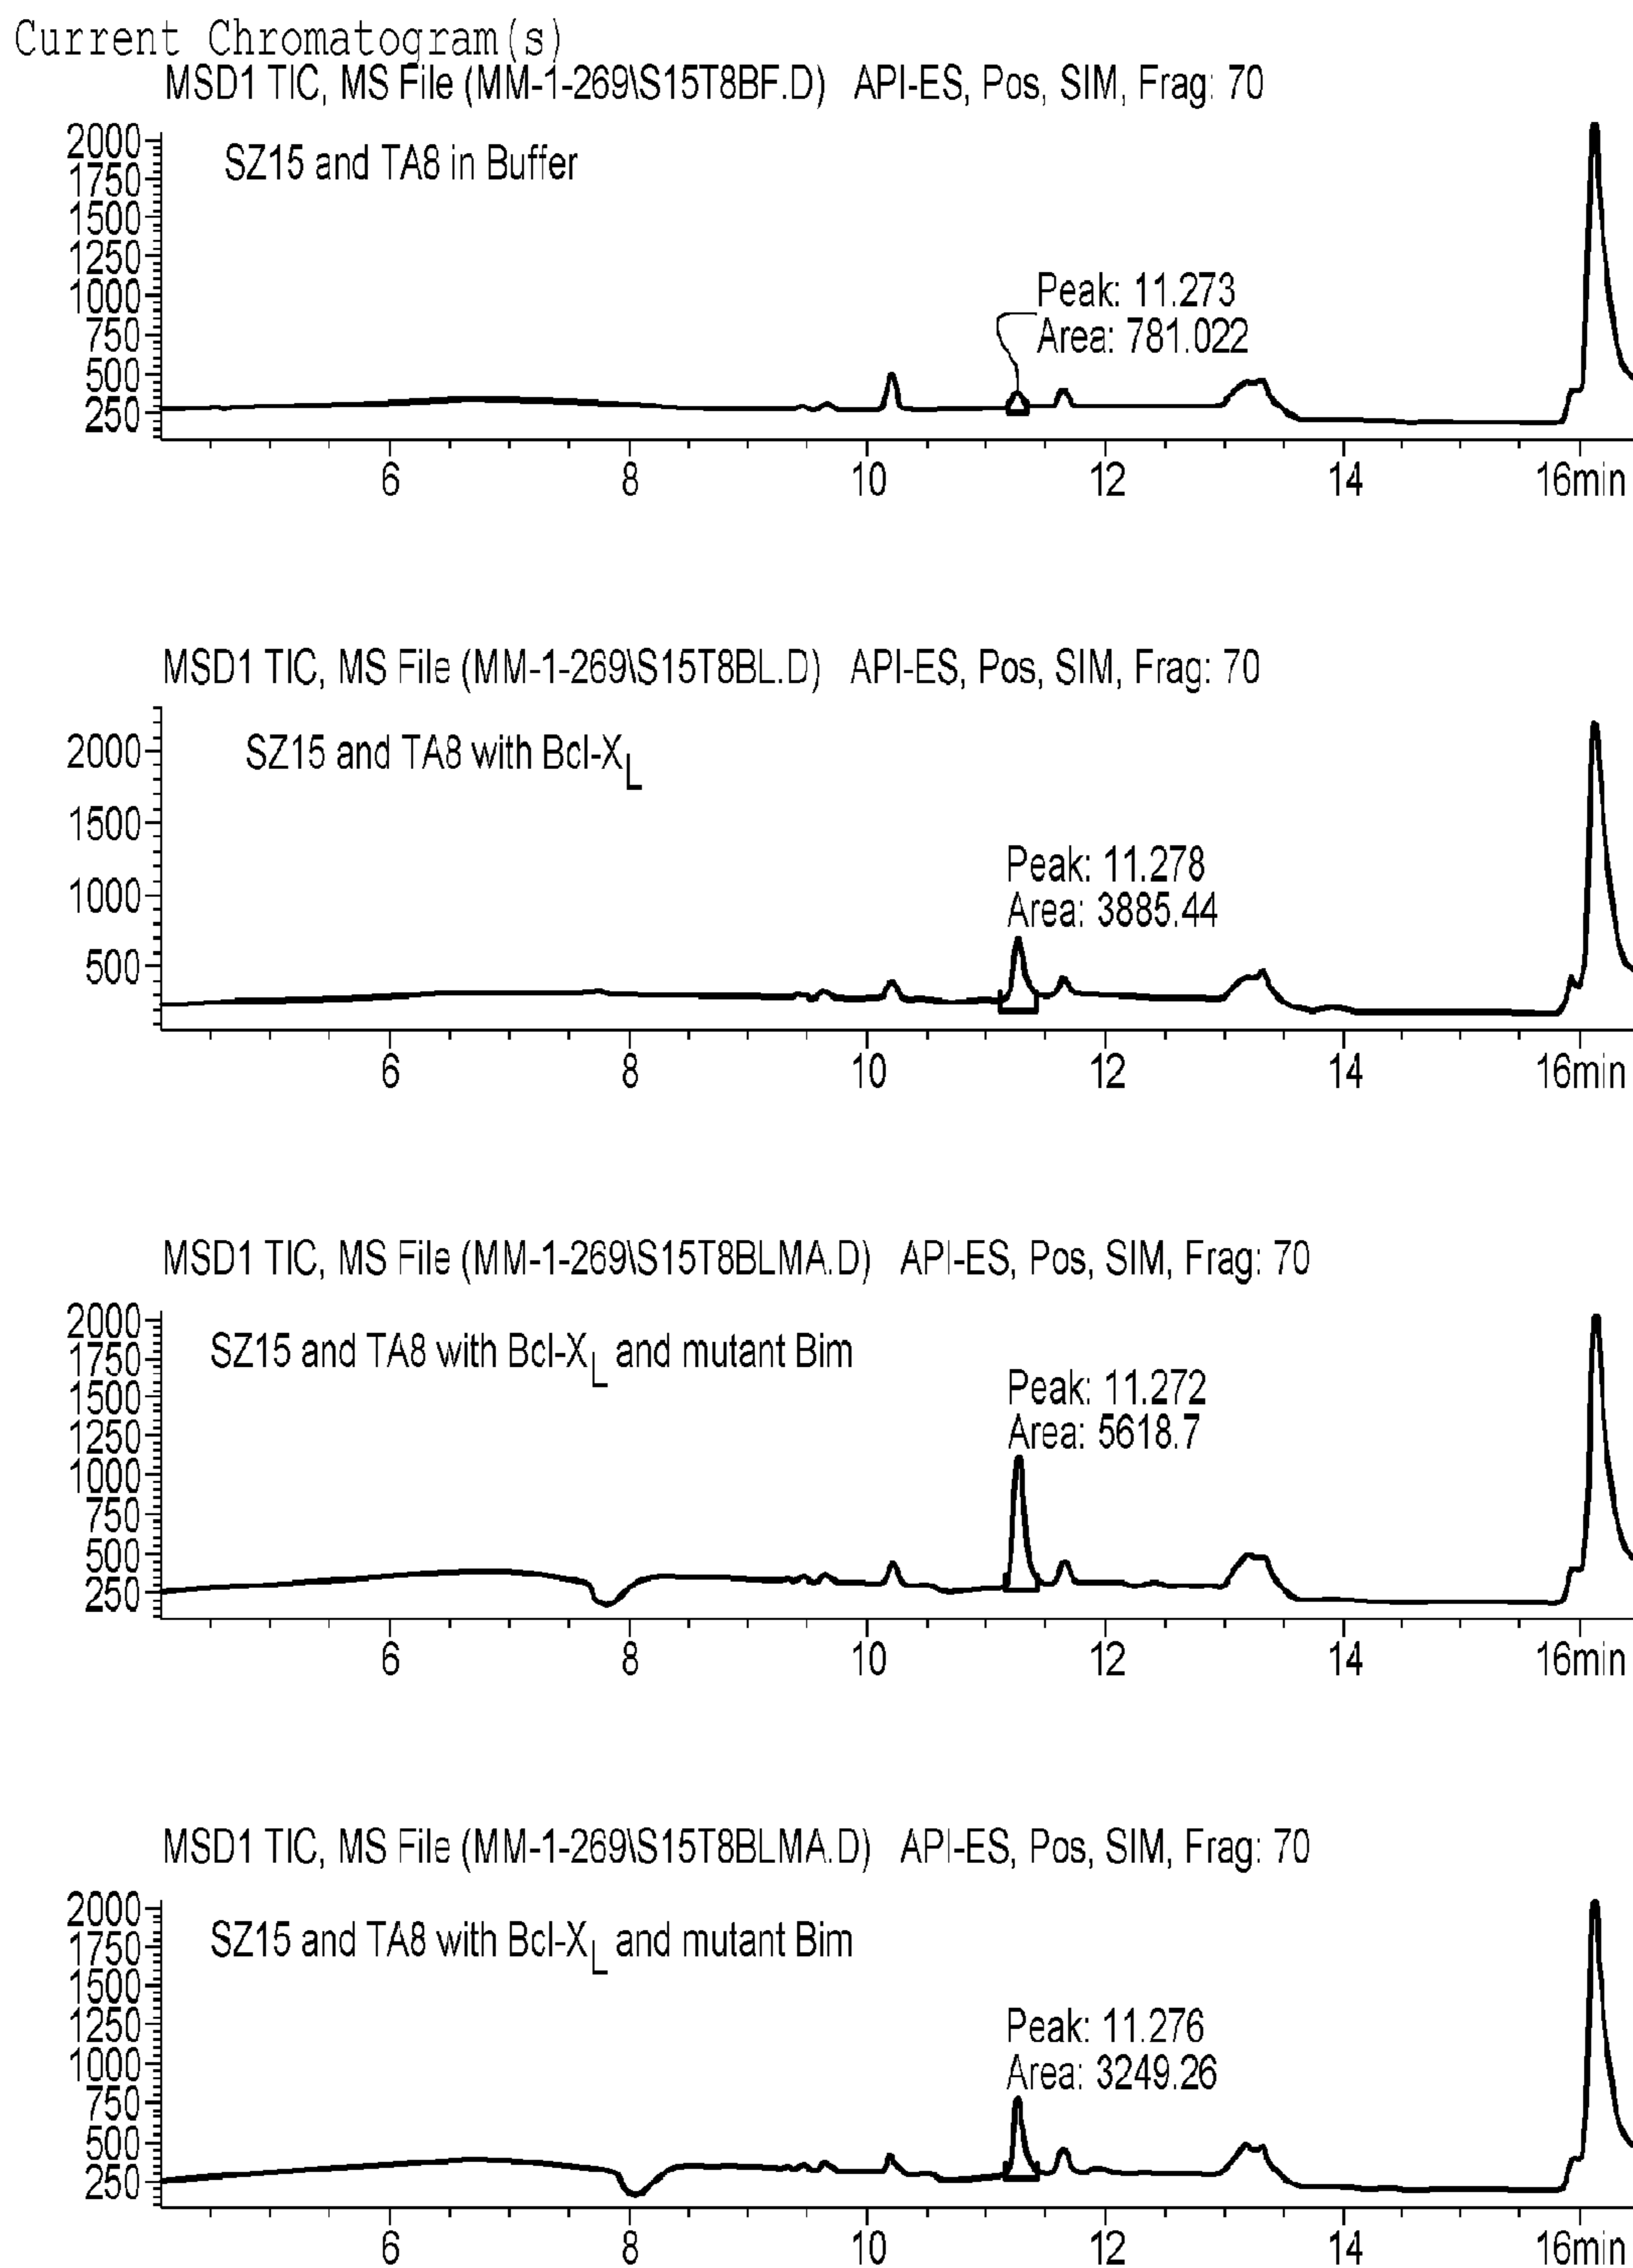 Current Chromatogram(s)
MSD1 TIC, MS File (MM-1-269\S15T8BF.D) API-ES, Pos, SIM, Frag: 70
SZ15 and TA8 in Buffer
2000
1750
1500
1250
1000
750
500
250
Peak: 11.273
Area: 781.022
6 8 10 12 14 16min
MSD1 TIC, MS File (MM-1-269\S15T8BL.D) API-ES, Pos, SIM, Frag: 70
SZ15 and TA8 with Bcl-XL
2000
1500
1000
500
Peak: 11.278
Area: 3885.44
6 8 10 12 14 16min
MSD1 TIC, MS File (MM-1-269\S15T8BLMA.D) API-ES, Pos, SIM, Frag: 70
SZ15 and TA8 with Bcl-XL and mutant Bim
2000
1750
1500
1250
1000
750
500
250
Peak: 11.272
Area: 5618.7
6 8 10 12 14 16min
MSD1 TIC, MS File (MM-1-269\S15T8BLMA.D) API-ES, Pos, SIM, Frag: 70
SZ15 and TA8 with Bcl-XL and mutant Bim
2000
1750
1500
1250
1000
750
500
250
Peak: 11.276
Area: 3249.26
6 8 10 12 14 16min